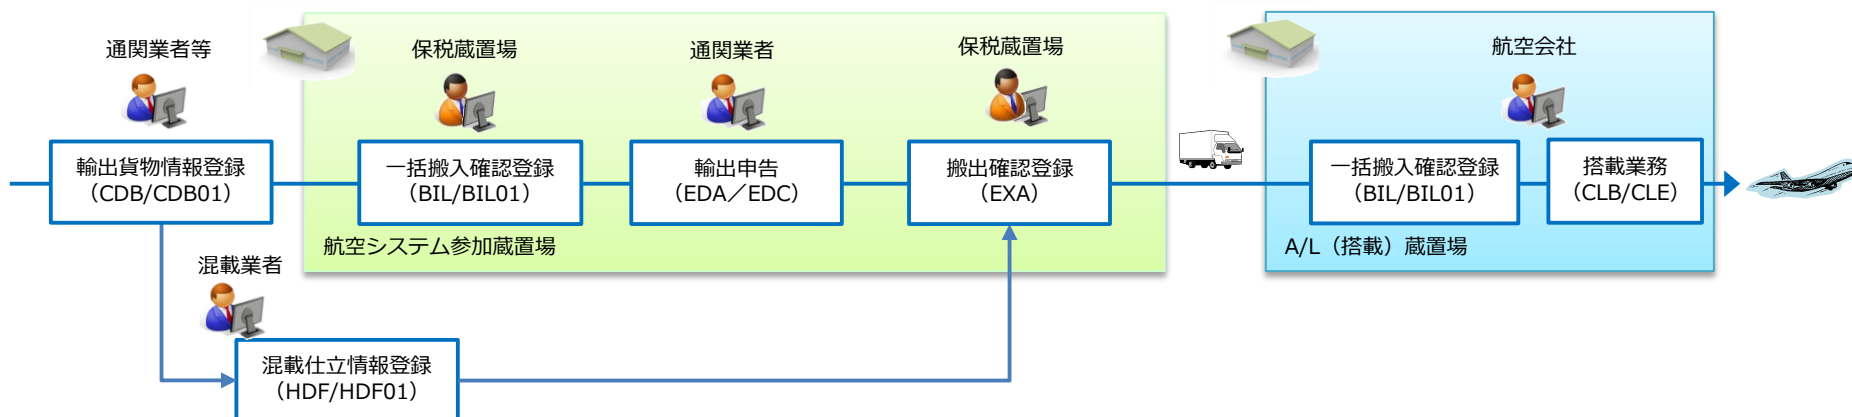 通関業者等
保税蔵置場
通関業者
保税蔵置場
航空会社
輸出貨物情報登録
（CDB/CDB01）
一括搬入確認登録
（BIL/BIL01）
輸出申告
（EDA／EDC）
搬出確認登録
（EXA）
一括搬入確認登録
（BIL/BIL01）
搭載業務
（CLB/CLE）
航空システム参加蔵置場
A/L（搭載）蔵置場
混載業者
混載仕立情報登録
（HDF/HDF01）